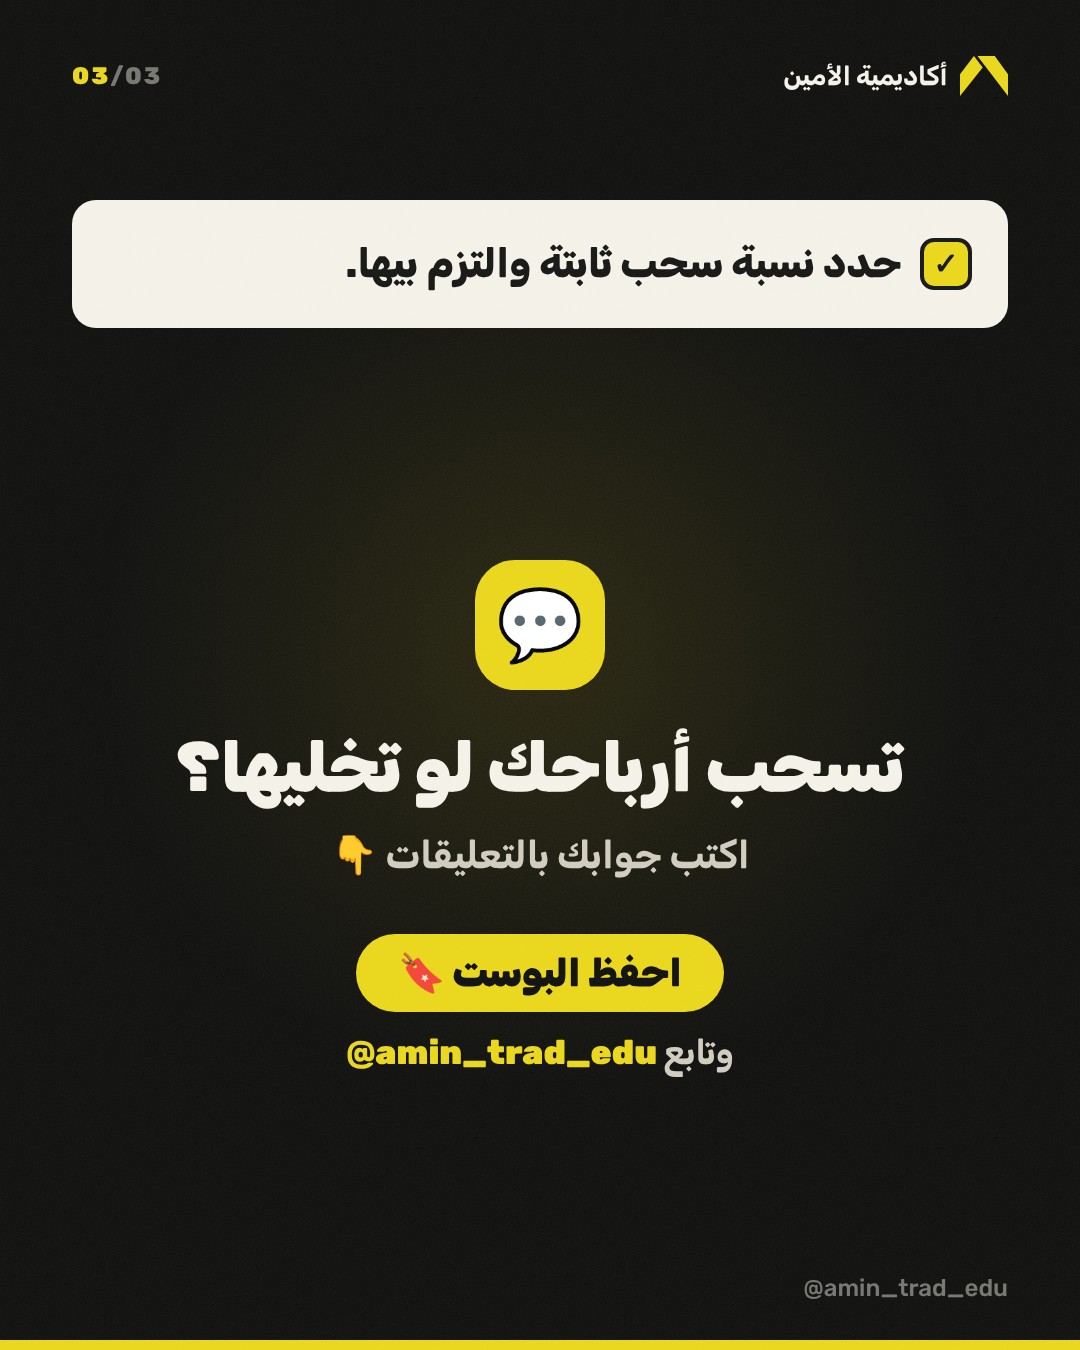 أكاديمية الأمين
03/03
✓ حدد نسبة سحب ثابتة والتزم بيها.
تسحب أرباحك لو تخليها؟
اكتب جوابك بالتعليقات 👇
احفظ البوست 🔖
وتابع @amin_trad_edu
@amin_trad_edu